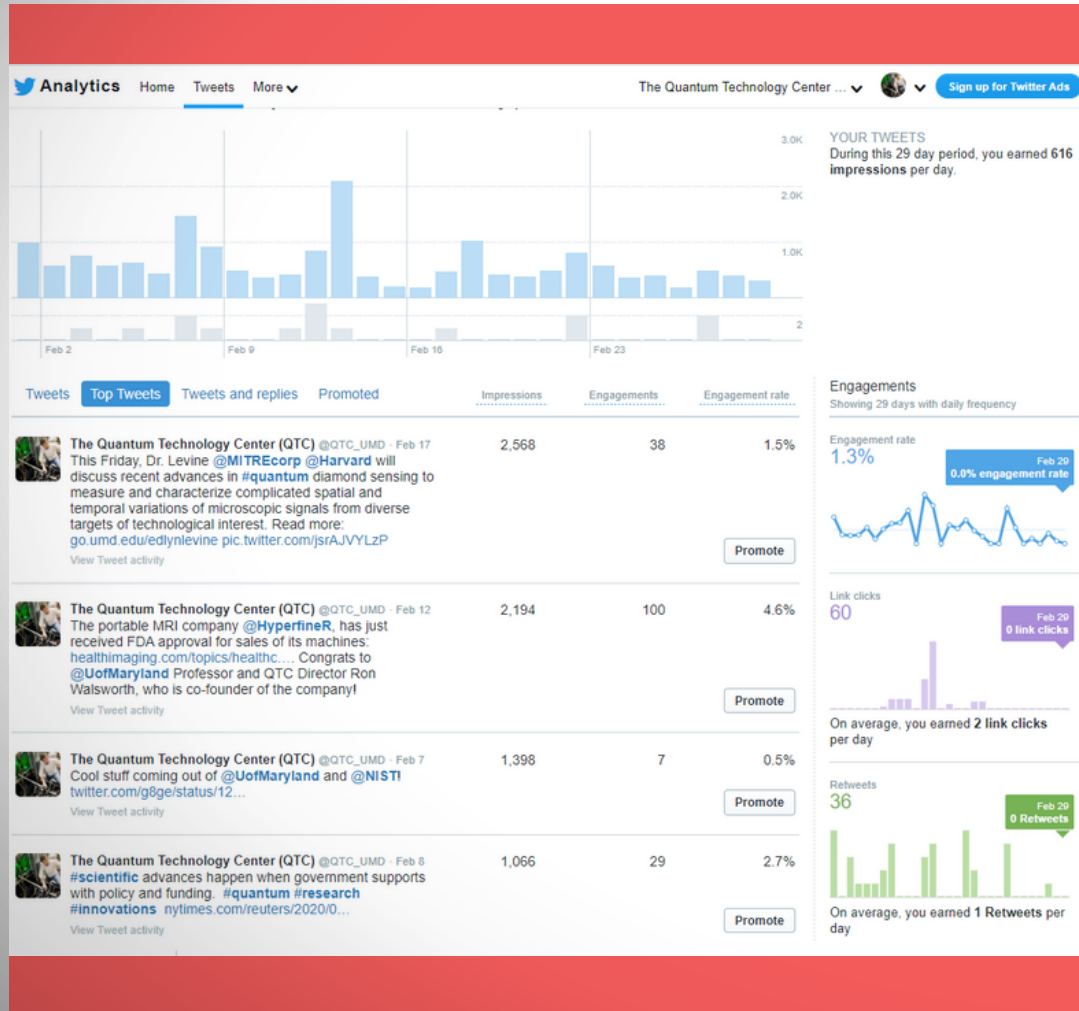 Analytics Home Tweets More The Quantum Technology Center ... Sign up for Twitter Ads
3.0K
2.0K
1.0K
2
Feb 2 Feb 9 Feb 16 Feb 23
YOUR TWEETS
During this 29 day period, you earned 616
impressions per day.
Tweets Top Tweets Tweets and replies Promoted Impressions Engagements Engagement rate
The Quantum Technology Center (QTC) @QTC_UMD · Feb 17 2,568 38 1.5%
This Friday, Dr. Levine @MITREcorp @Harvard will
discuss recent advances in #quantum diamond sensing to
measure and characterize complicated spatial and
temporal variations of microscopic signals from diverse
targets of technological interest. Read more:
go.umd.edu/edlynlevine pic.twitter.com/jsrAJVYLzP
View Tweet activity
Promote
The Quantum Technology Center (QTC) @QTC_UMD · Feb 12 2,194 100 4.6%
The portable MRI company @HyperfineR, has just
received FDA approval for sales of its machines:
healthimaging.com/topics/healthc.... Congrats to
@UofMaryland Professor and QTC Director Ron
Walsworth, who is co-founder of the company!
View Tweet activity
Promote
The Quantum Technology Center (QTC) @QTC_UMD · Feb 7 1,398 7 0.5%
Cool stuff coming out of @UofMaryland and @NIST!
twitter.com/g8ge/status/12...
View Tweet activity
Promote
The Quantum Technology Center (QTC) @QTC_UMD · Feb 8 1,066 29 2.7%
#scientific advances happen when government supports
with policy and funding. #quantum #research
#innovations nytimes.com/reuters/2020/0...
View Tweet activity
Promote
Engagements
Showing 29 days with daily frequency
Engagement rate
1.3%
Feb 29
0.0% engagement rate
Link clicks
60
Feb 29
0 link clicks
On average, you earned 2 link clicks
per day
Retweets
36
Feb 29
0 Retweets
On average, you earned 1 Retweets per
day